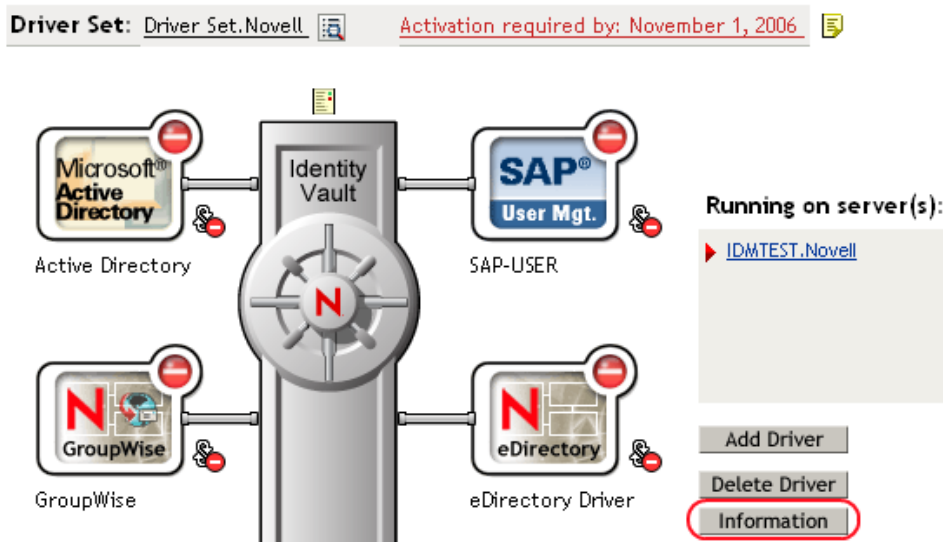 Driver Set: Driver Set.Novell Activation required by: November 1, 2006
Microsoft®
Active
Directory
Active Directory
Identity
Vault
SAP®
User Mgt.
SAP-USER
Running on server(s):
IDMTEST.Novell
N
N
GroupWise
GroupWise
N
eDirectory
eDirectory Driver
Add Driver
Delete Driver
Information